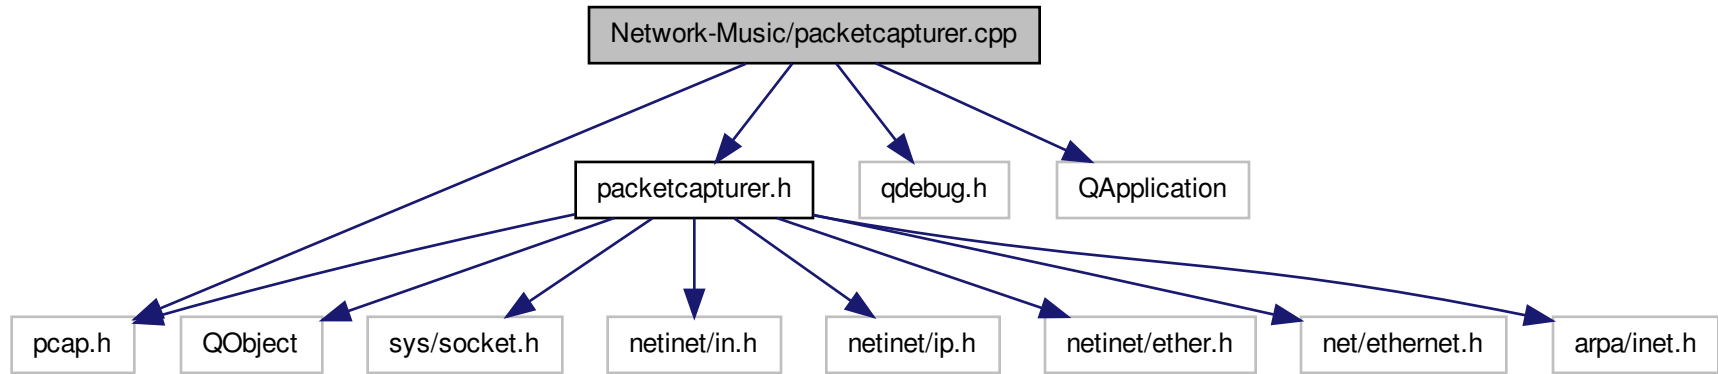 Network-Music/packetcapturer.cpp
packetcapturer.h
qdebug.h
QApplication
pcap.h
QObject
sys/socket.h
netinet/in.h
netinet/ip.h
netinet/ether.h
net/ethernet.h
arpa/inet.h